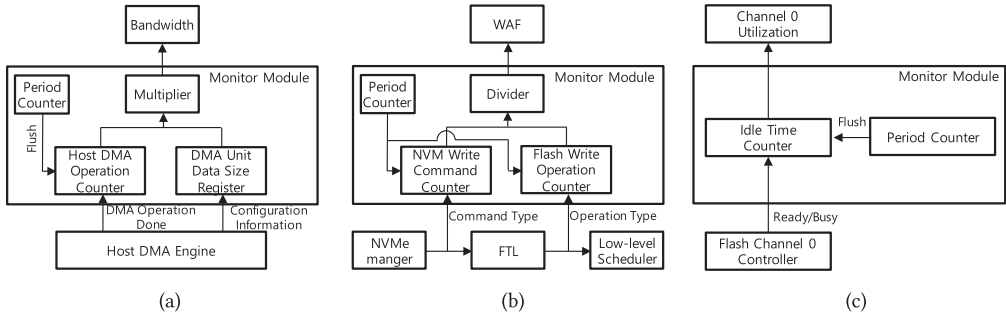 Bandwidth
Monitor Module
Period
Counter
Multiplier
Flush
Host DMA
Operation
Counter
DMA Unit
Data Size
Register
DMA Operation
Done
Configuration
Information
Host DMA Engine
(a)
WAF
Monitor Module
Period
Counter
Divider
NVM Write
Command
Counter
Flash Write
Operation
Counter
Command Type
Operation Type
NVMe
manger
FTL
Low-level
Scheduler
(b)
Channel 0
Utilization
Monitor Module
Idle Time
Counter
Flush
Period Counter
Ready/Busy
Flash Channel 0
Controller
(c)